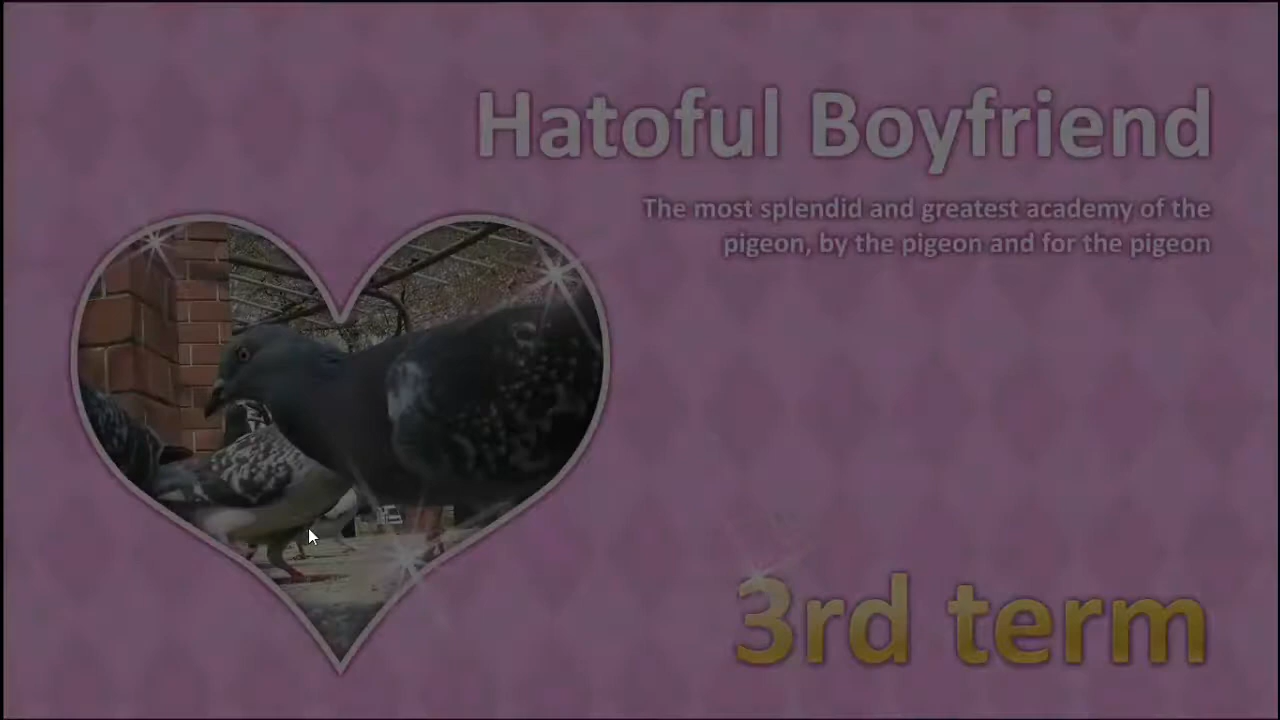 Hatoful Boyfriend
The most splendid and greatest academy of the
pigeon, by the pigeon and for the pigeon
3rd term